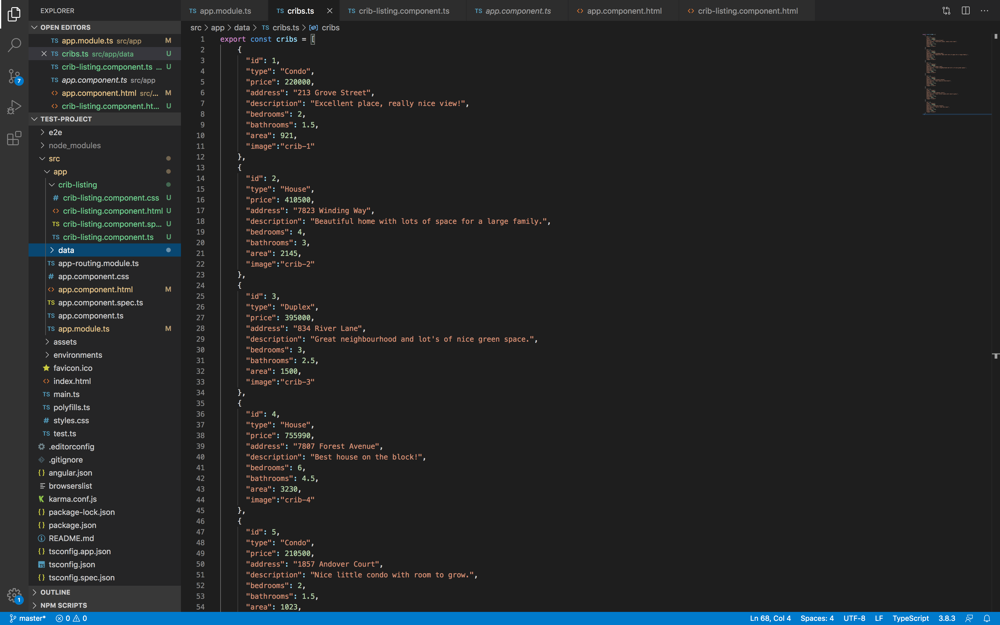 EXPLORER
OPEN EDITORS
TS app.module.ts src/app M
TS cribs.ts src/app/data U
TS crib-listing.component.ts ... U
TS app.component.ts src/app
<> app.component.html src/... M
<> crib-listing.component.ht... U
TEST-PROJECT
e2e
node_modules
src
app
crib-listing
# crib-listing.component.css U
<> crib-listing.component.html U
TS crib-listing.component.sp... U
TS crib-listing.component.ts U
data
TS app-routing.module.ts
# app.component.css
<> app.component.html M
TS app.component.spec.ts
TS app.component.ts
TS app.module.ts M
assets
environments
favicon.ico
<> index.html
TS main.ts
TS polyfills.ts
# styles.css
TS test.ts
.editorconfig
.gitignore
{} angular.json
browserslist
karma.conf.js
{} package-lock.json
{} package.json
README.md
{} tsconfig.app.json
TS tsconfig.json
{} tsconfig.spec.json
OUTLINE
NPM SCRIPTS
7
1
TS app.module.ts
TS cribs.ts
TS crib-listing.component.ts
TS app.component.ts
<> app.component.html
<> crib-listing.component.html
src > app > data > TS cribs.ts > cribs
1 export const cribs = [
2 {
3 "id": 1,
4 "type": "Condo",
5 "price": 220000,
6 "address": "213 Grove Street",
7 "description": "Excellent place, really nice view!",
8 "bedrooms": 2,
9 "bathrooms": 1.5,
10 "area": 921,
11 "image":"crib-1"
12 },
13 {
14 "id": 2,
15 "type": "House",
16 "price": 410500,
17 "address": "7823 Winding Way",
18 "description": "Beautiful home with lots of space for a large family.",
19 "bedrooms": 4,
20 "bathrooms": 3,
21 "area": 2145,
22 "image":"crib-2"
23 },
24 {
25 "id": 3,
26 "type": "Duplex",
27 "price": 395000,
28 "address": "834 River Lane",
29 "description": "Great neighbourhood and lot's of nice green space.",
30 "bedrooms": 3,
31 "bathrooms": 2.5,
32 "area": 1500,
33 "image":"crib-3"
34 },
35 {
36 "id": 4,
37 "type": "House",
38 "price": 755990,
39 "address": "7807 Forest Avenue",
40 "description": "Best house on the block!",
41 "bedrooms": 6,
42 "bathrooms": 4.5,
43 "area": 3230,
44 "image":"crib-4"
45 },
46 {
47 "id": 5,
48 "type": "Condo",
49 "price": 210500,
50 "address": "1857 Andover Court",
51 "description": "Nice little condo with room to grow.",
52 "bedrooms": 2,
53 "bathrooms": 1.5,
54 "area": 1023,
master* 0 0
Ln 68, Col 4 Spaces: 4 UTF-8 LF TypeScript 3.8.3